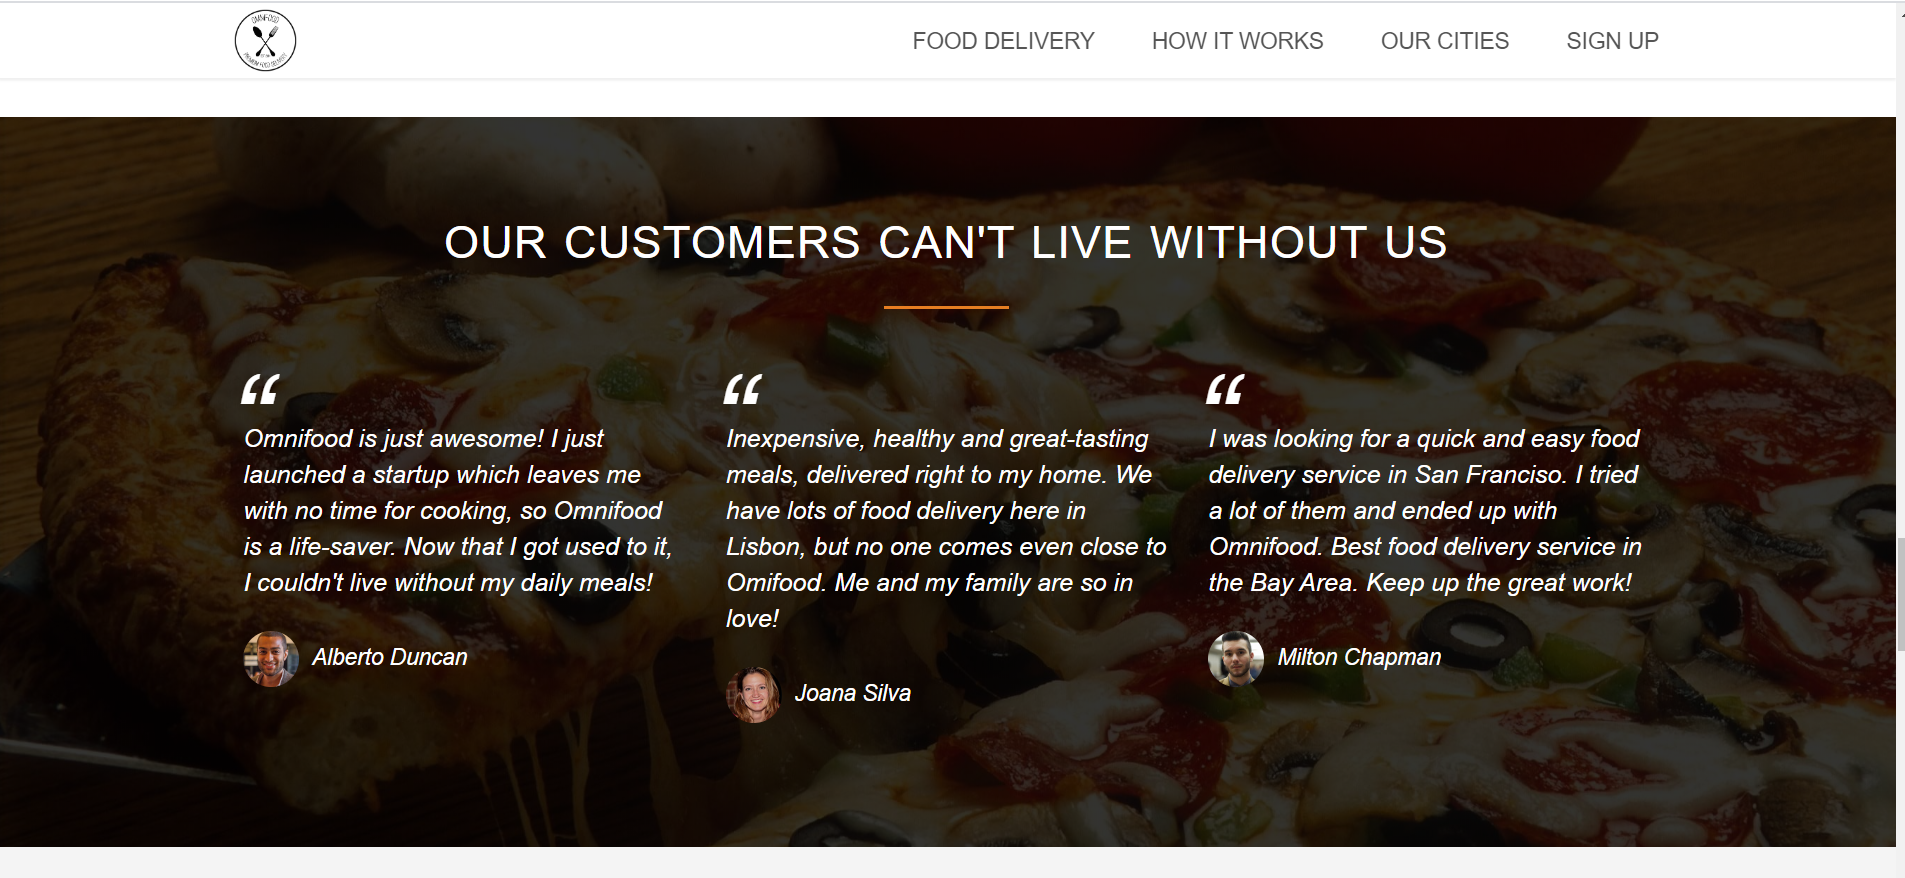 OMNIFOOD
PREMIUM FOOD DELIVERY
FOOD DELIVERY
HOW IT WORKS
OUR CITIES
SIGN UP
OUR CUSTOMERS CAN'T LIVE WITHOUT US
“
Omnifood is just awesome! I just
launched a startup which leaves me
with no time for cooking, so Omnifood
is a life-saver. Now that I got used to it,
I couldn't live without my daily meals!
Alberto Duncan
“
Inexpensive, healthy and great-tasting
meals, delivered right to my home. We
have lots of food delivery here in
Lisbon, but no one comes even close to
Omifood. Me and my family are so in
love!
Joana Silva
“
I was looking for a quick and easy food
delivery service in San Franciso. I tried
a lot of them and ended up with
Omnifood. Best food delivery service in
the Bay Area. Keep up the great work!
Milton Chapman